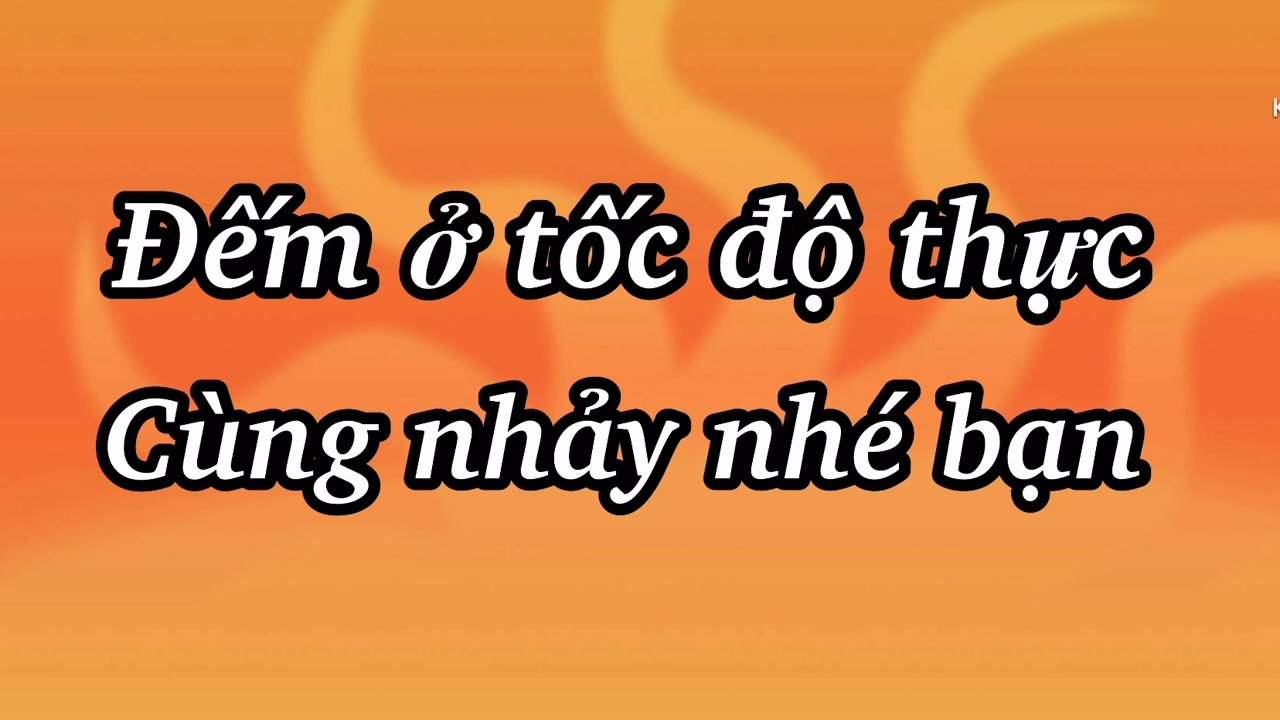 Đếm ở tốc độ thực
Cùng nhảy nhé bạn